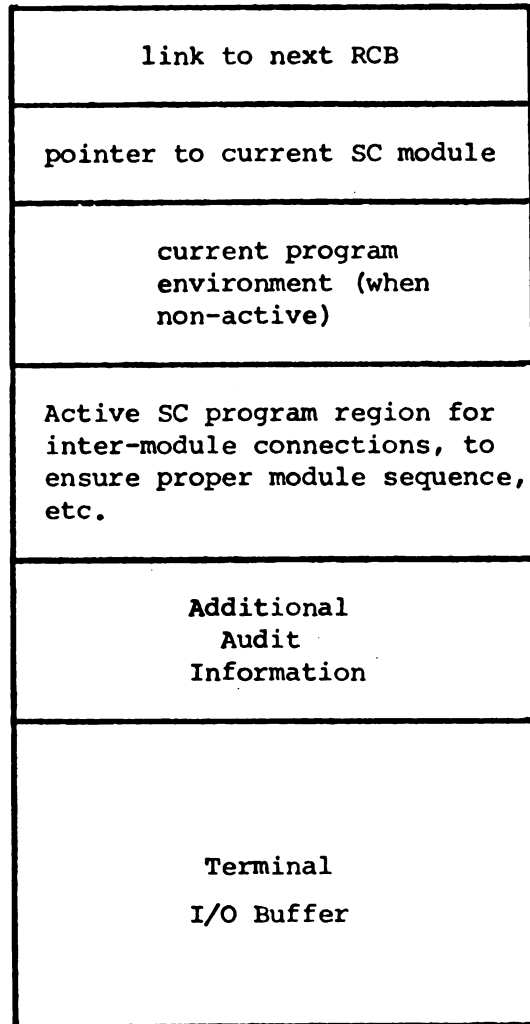 link to next RCB
pointer to current SC module
current program
environment (when
non-active)
Active SC program region for
inter-module connections, to
ensure proper module sequence,
etc.
Additional
Audit
Information
Terminal
I/O Buffer